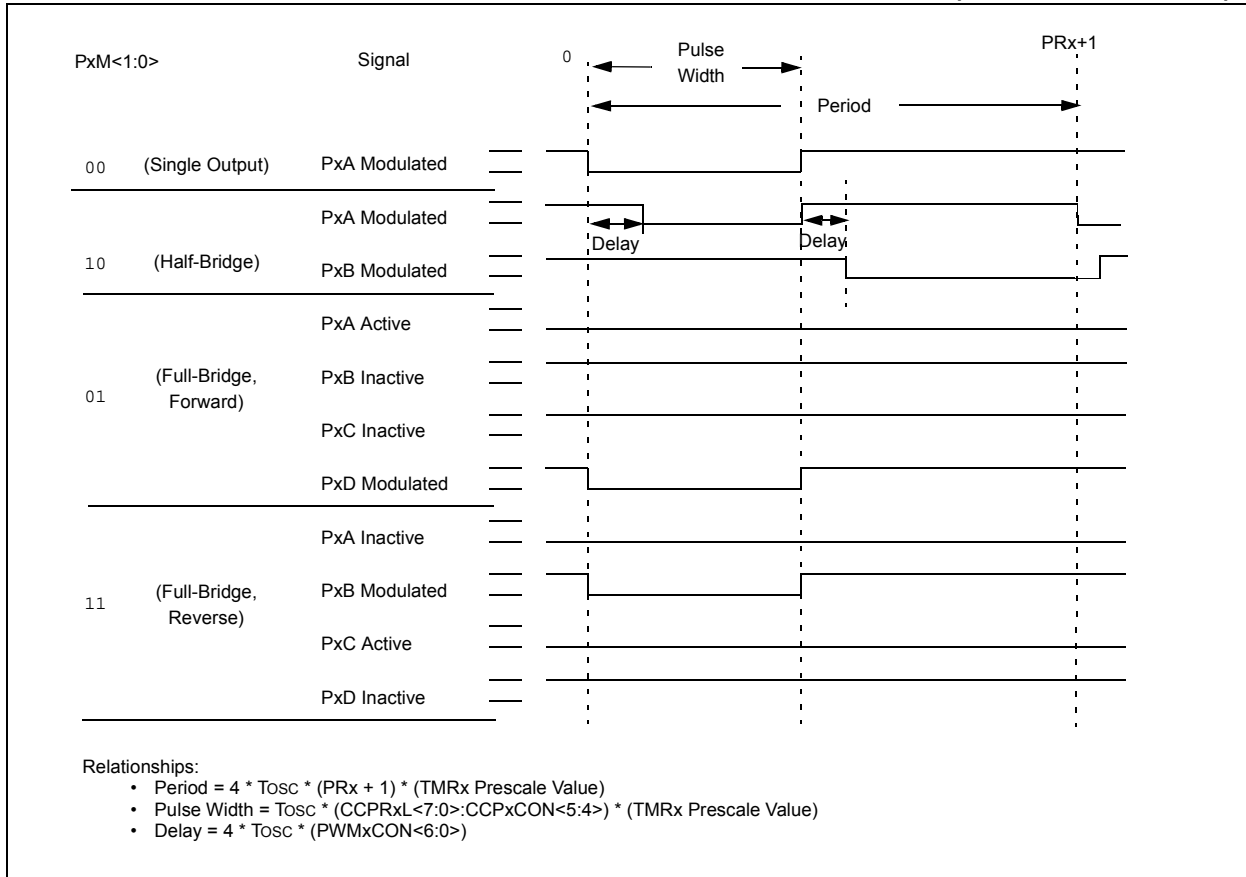 PxM<1:0>
Signal
0
Pulse
Width
PRx+1
Period
00 (Single Output) PxA Modulated
PxA Modulated
Delay
Delay
10 (Half-Bridge) PxB Modulated
PxA Active
(Full-Bridge,
Forward)
PxB Inactive
01
PxC Inactive
PxD Modulated
PxA Inactive
(Full-Bridge,
Reverse)
PxB Modulated
11
PxC Active
PxD Inactive
Relationships:
• Period = 4 * TOSC * (PRx + 1) * (TMRx Prescale Value)
• Pulse Width = TOSC * (CCPRxL<7:0>:CCPxCON<5:4>) * (TMRx Prescale Value)
• Delay = 4 * TOSC * (PWMxCON<6:0>)